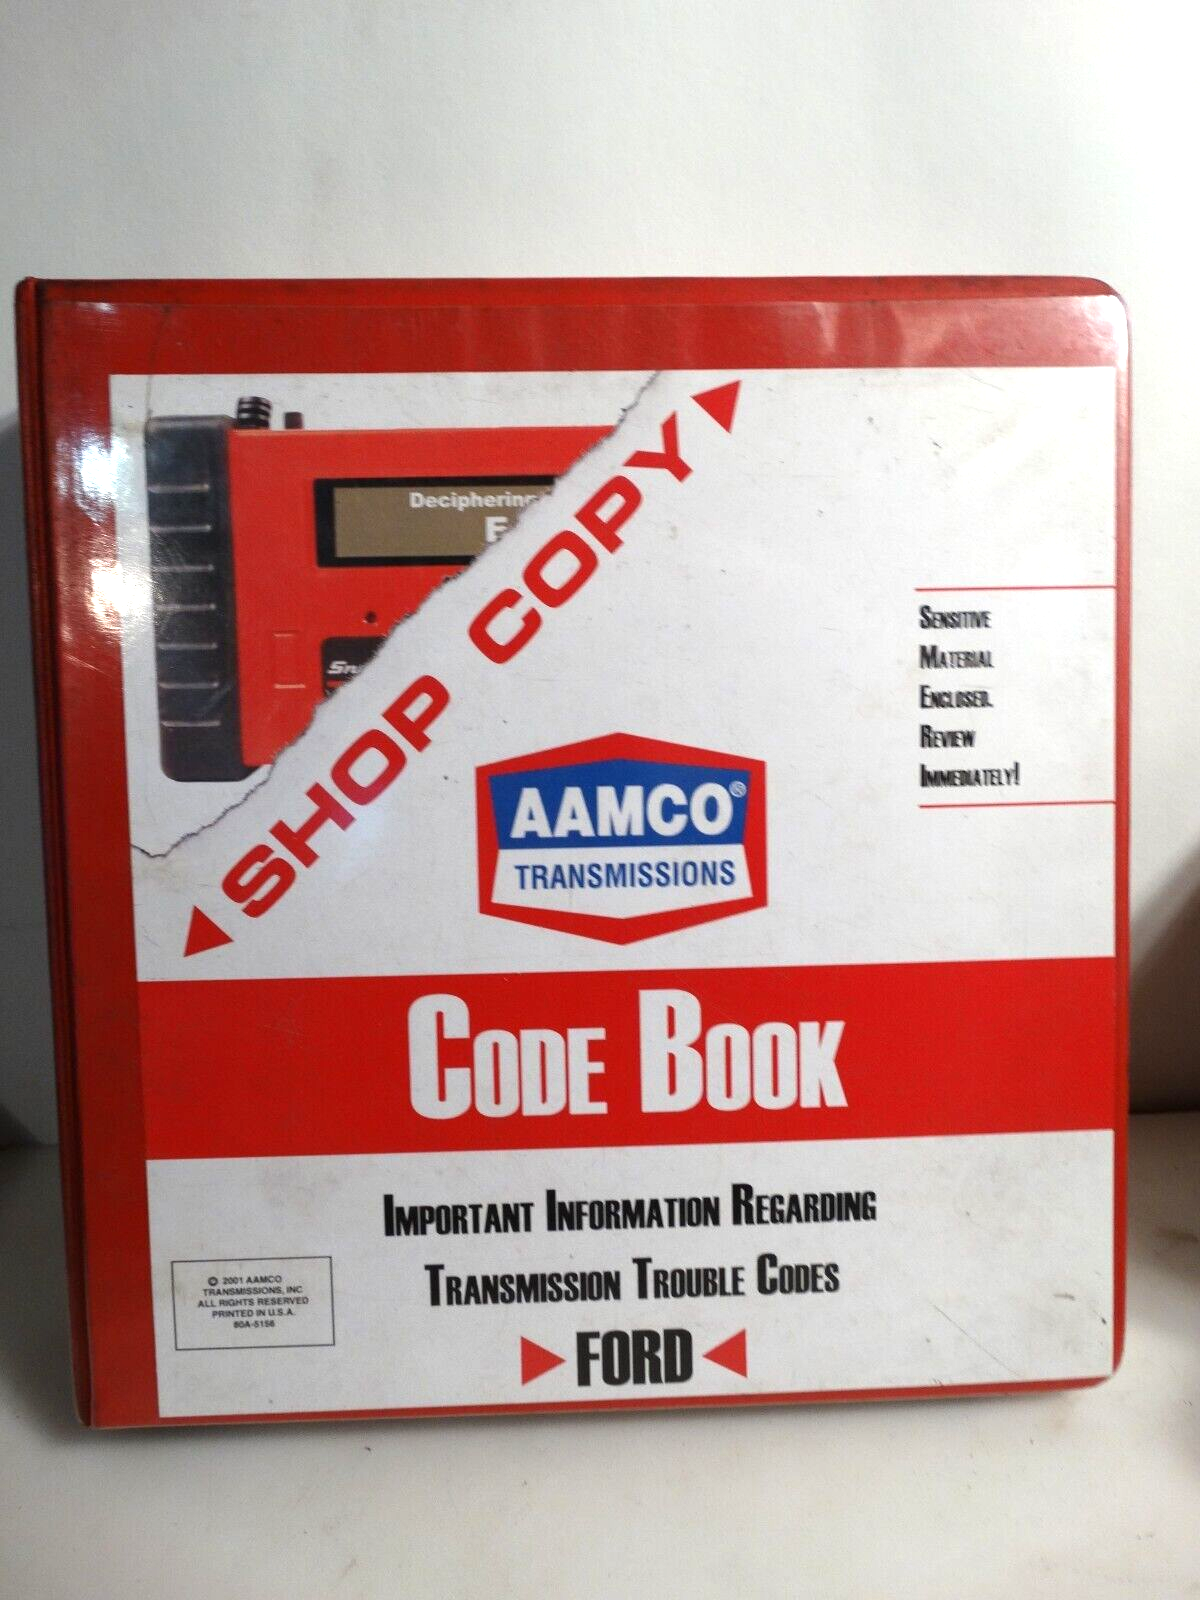 Deciphering
SHOP COPY
SENSITIVE
MATERIAL
ENCLOSED.
REVIEW
IMMEDIATELY!
AAMCO®
TRANSMISSIONS
CODE BOOK
IMPORTANT INFORMATION REGARDING
TRANSMISSION TROUBLE CODES
FORD
© 2001 AAMCO
TRANSMISSIONS, INC
ALL RIGHTS RESERVED
PRINTED IN U.S.A.
80A-5156